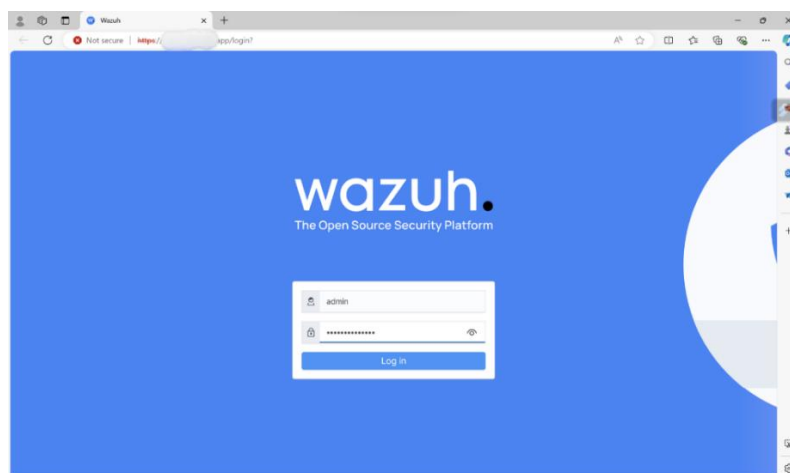 Wazuh
Not secure https:// app/login?
wazuh.
The Open Source Security Platform
admin
Log in